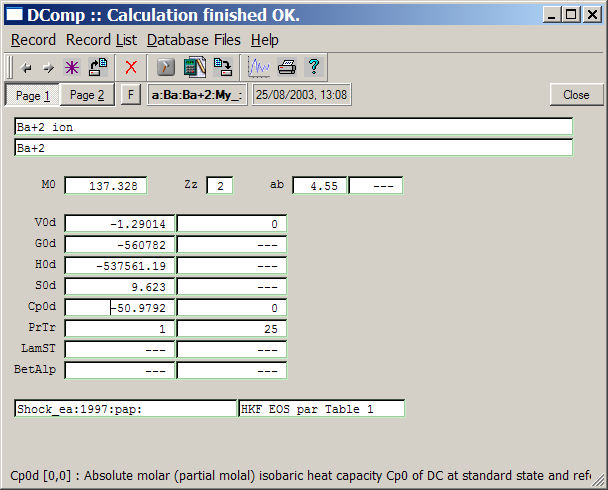 DComp :: Calculation finished OK.
Record Record List Database Files Help
Page 1 Page 2 F a:Ba:Ba+2:My_: 25/08/2003, 13:08 Close
Ba+2 ion
Ba+2
M0 137.328 Zz 2 ab 4.55 ---
V0d -1.29014 0
G0d -560782 ---
H0d -537561.19 ---
S0d 9.623 ---
Cp0d -50.9792 0
PrTr 1 25
LamST --- ---
BetAlp --- ---
Shock_ea:1997:pap: HKF EOS par Table 1
Cp0d [0,0] : Absolute molar (partial molal) isobaric heat capacity Cp0 of DC at standard state and refe